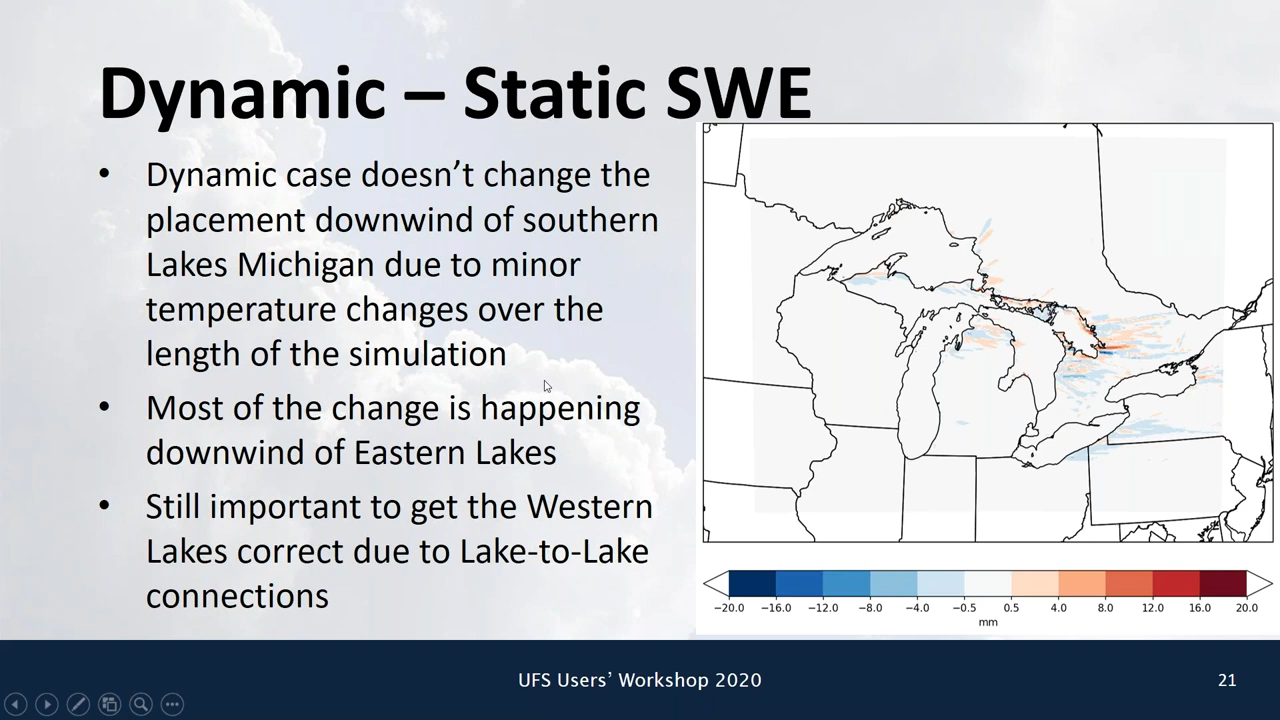 Dynamic – Static SWE
• Dynamic case doesn’t change the
placement downwind of southern
Lakes Michigan due to minor
temperature changes over the
length of the simulation
• Most of the change is happening
downwind of Eastern Lakes
• Still important to get the Western
Lakes correct due to Lake-to-Lake
connections
−20.0 −16.0 −12.0 −8.0 −4.0 −0.5 0.5 4.0 8.0 12.0 16.0 20.0
mm
UFS Users’ Workshop 2020
21